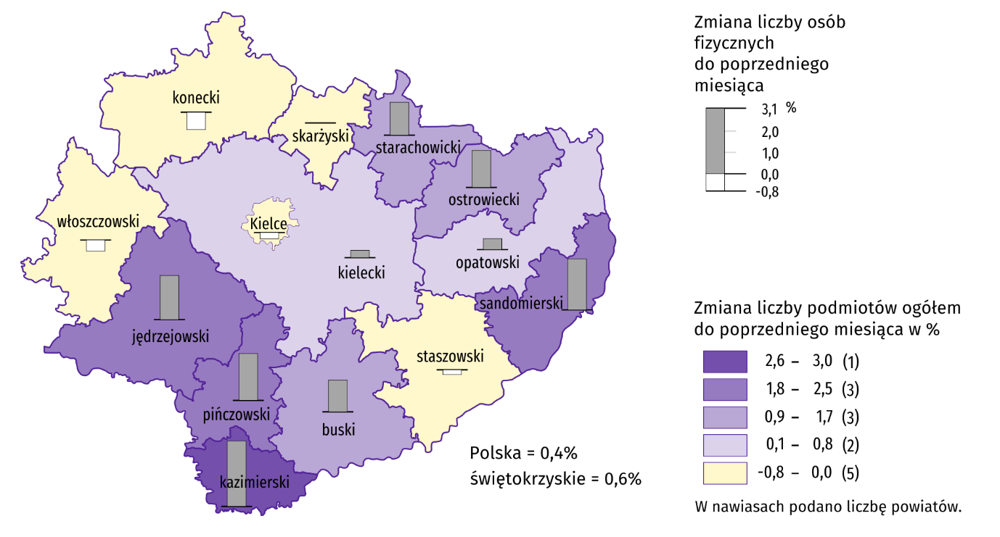 konecki
skarżyski
starachowicki
ostrowiecki
włoszczowski
Kielce
kielecki
opatowski
sandomierski
jędrzejowski
staszowski
pińczowski
buski
kazimierski
Polska = 0,4%
świętokrzyskie = 0,6%
Zmiana liczby osób
fizycznych
do poprzedniego
miesiąca
3,1 %
2,0
1,0
0,0
-0,8
Zmiana liczby podmiotów ogółem
do poprzedniego miesiąca w %
2,6 – 3,0 (1)
1,8 – 2,5 (3)
0,9 – 1,7 (3)
0,1 – 0,8 (2)
-0,8 – 0,0 (5)
W nawiasach podano liczbę powiatów.